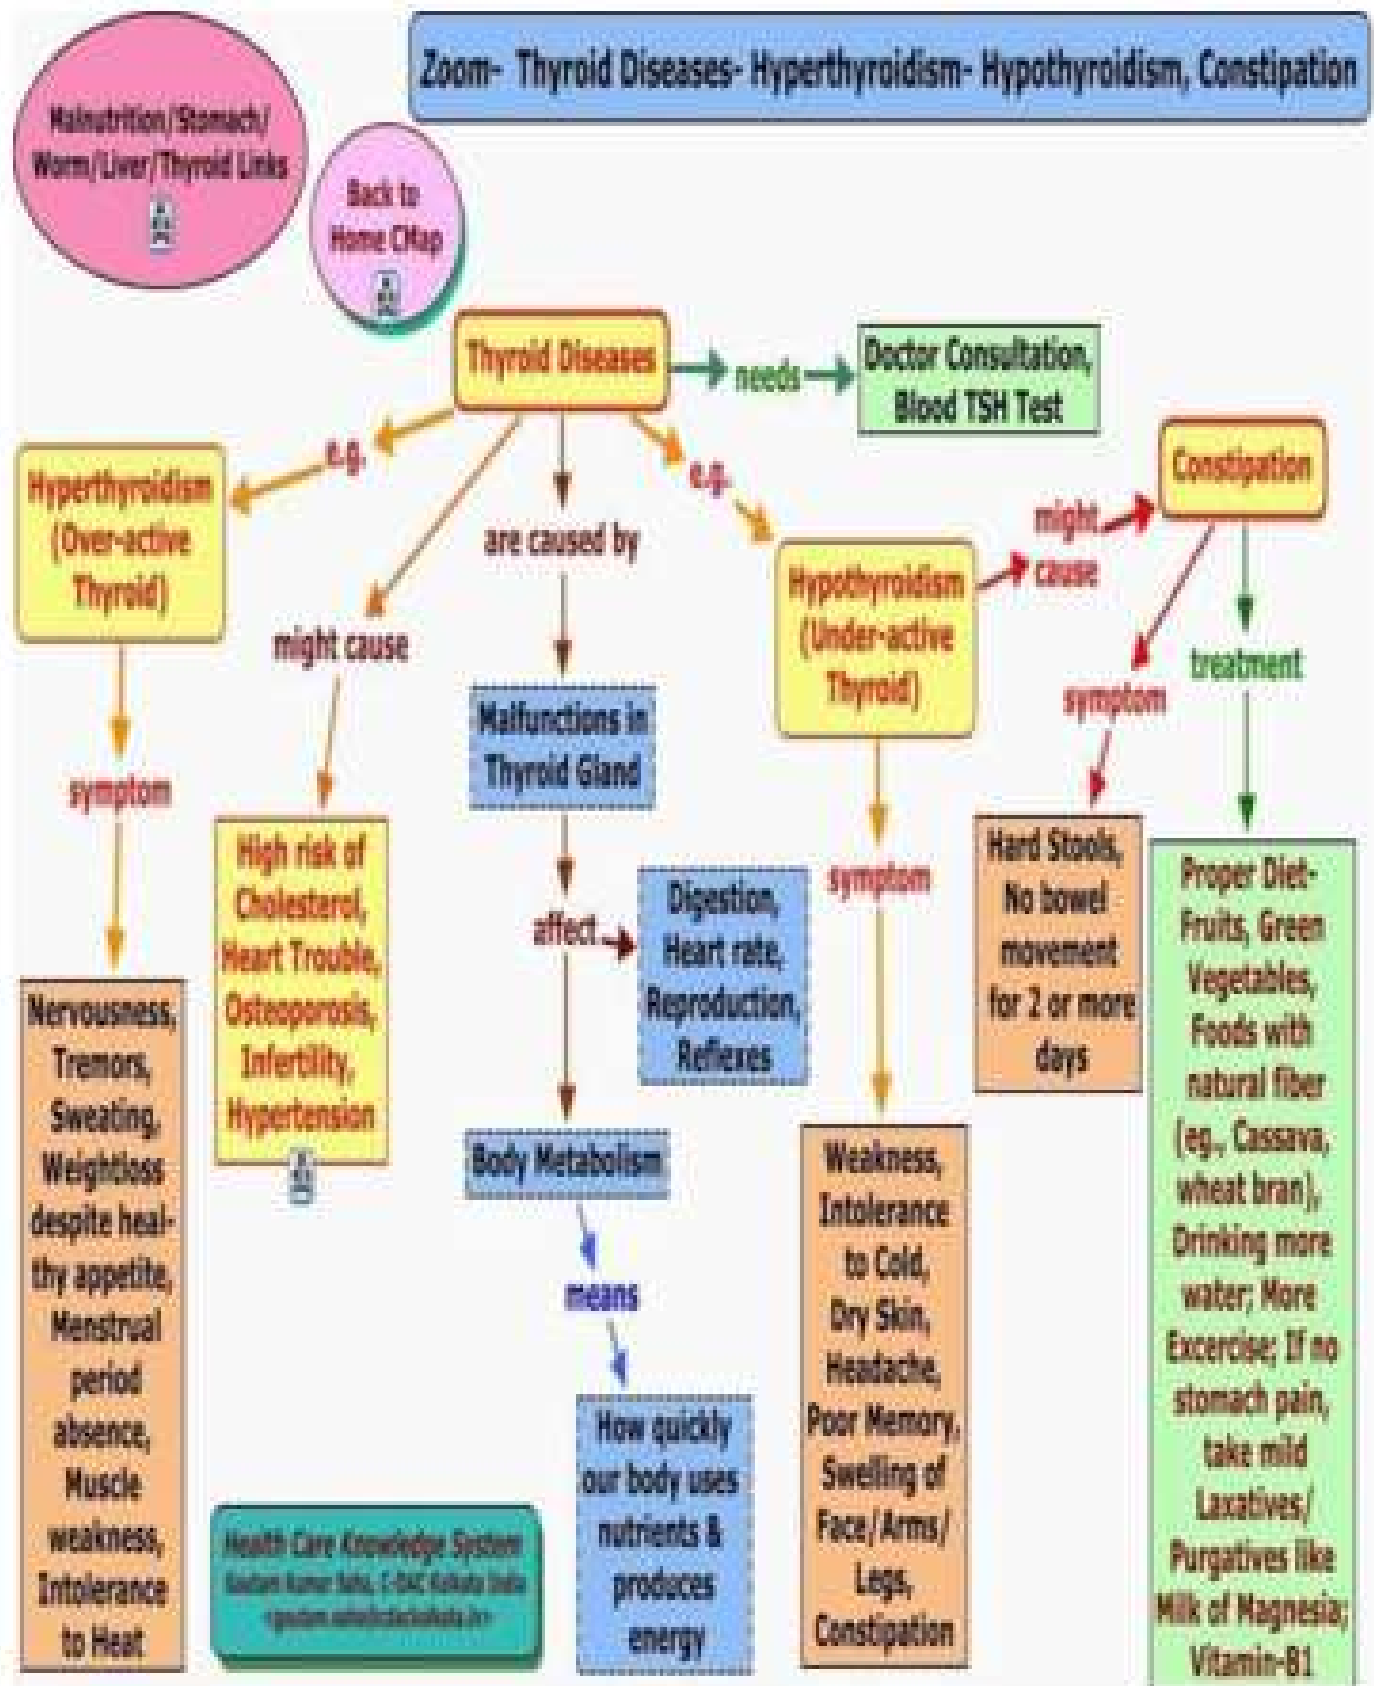 Zoom- Thyroid Diseases- Hyperthyroidism- Hypothyroidism, Constipation
Malnutrition/Stomach/
Worm/Liver/Thyroid Links
Back to
Home CMap
Thyroid Diseases
needs
Doctor Consultation,
Blood TSH Test
e.g.
Hyperthyroidism
(Over-active
Thyroid)
symptom
Nervousness,
Tremors,
Sweating,
Weightloss
despite heal-
thy appetite,
Menstrual
period
absence,
Muscle
weakness,
Intolerance
to Heat
might cause
High risk of
Cholesterol,
Heart Trouble,
Osteoporosis,
Infertility,
Hypertension
are caused by
Malfunctions in
Thyroid Gland
affect
Digestion,
Heart rate,
Reproduction,
Reflexes
Body Metabolism
means
How quickly
our body uses
nutrients &
produces
energy
e.g.
Hypothyroidism
(Under-active
Thyroid)
symptom
Weakness,
Intolerance
to Cold,
Dry Skin,
Headache,
Poor Memory,
Swelling of
Face/Arms/
Legs,
Constipation
might
cause
Constipation
symptom
Hard Stools,
No bowel
movement
for 2 or more
days
treatment
Proper Diet-
Fruits, Green
Vegetables,
Foods with
natural fiber
(eg., Cassava,
wheat bran),
Drinking more
water; More
Excercise; If no
stomach pain,
take mild
Laxatives/
Purgatives like
Milk of Magnesia;
Vitamin-B1
Health Care Knowledge System
Kolkata India